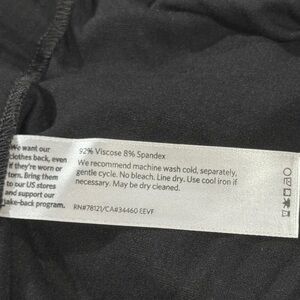 We want our
clothes back, even
if they're worn or
torn. Bring them
to our US stores
and support our
take-back program.
92% Viscose 8% Spandex
We recommend machine wash cold, separately,
gentle cycle. No bleach. Line dry. Use cool iron if
necessary. May be dry cleaned.
RN#78121/CA#34460 EEVF